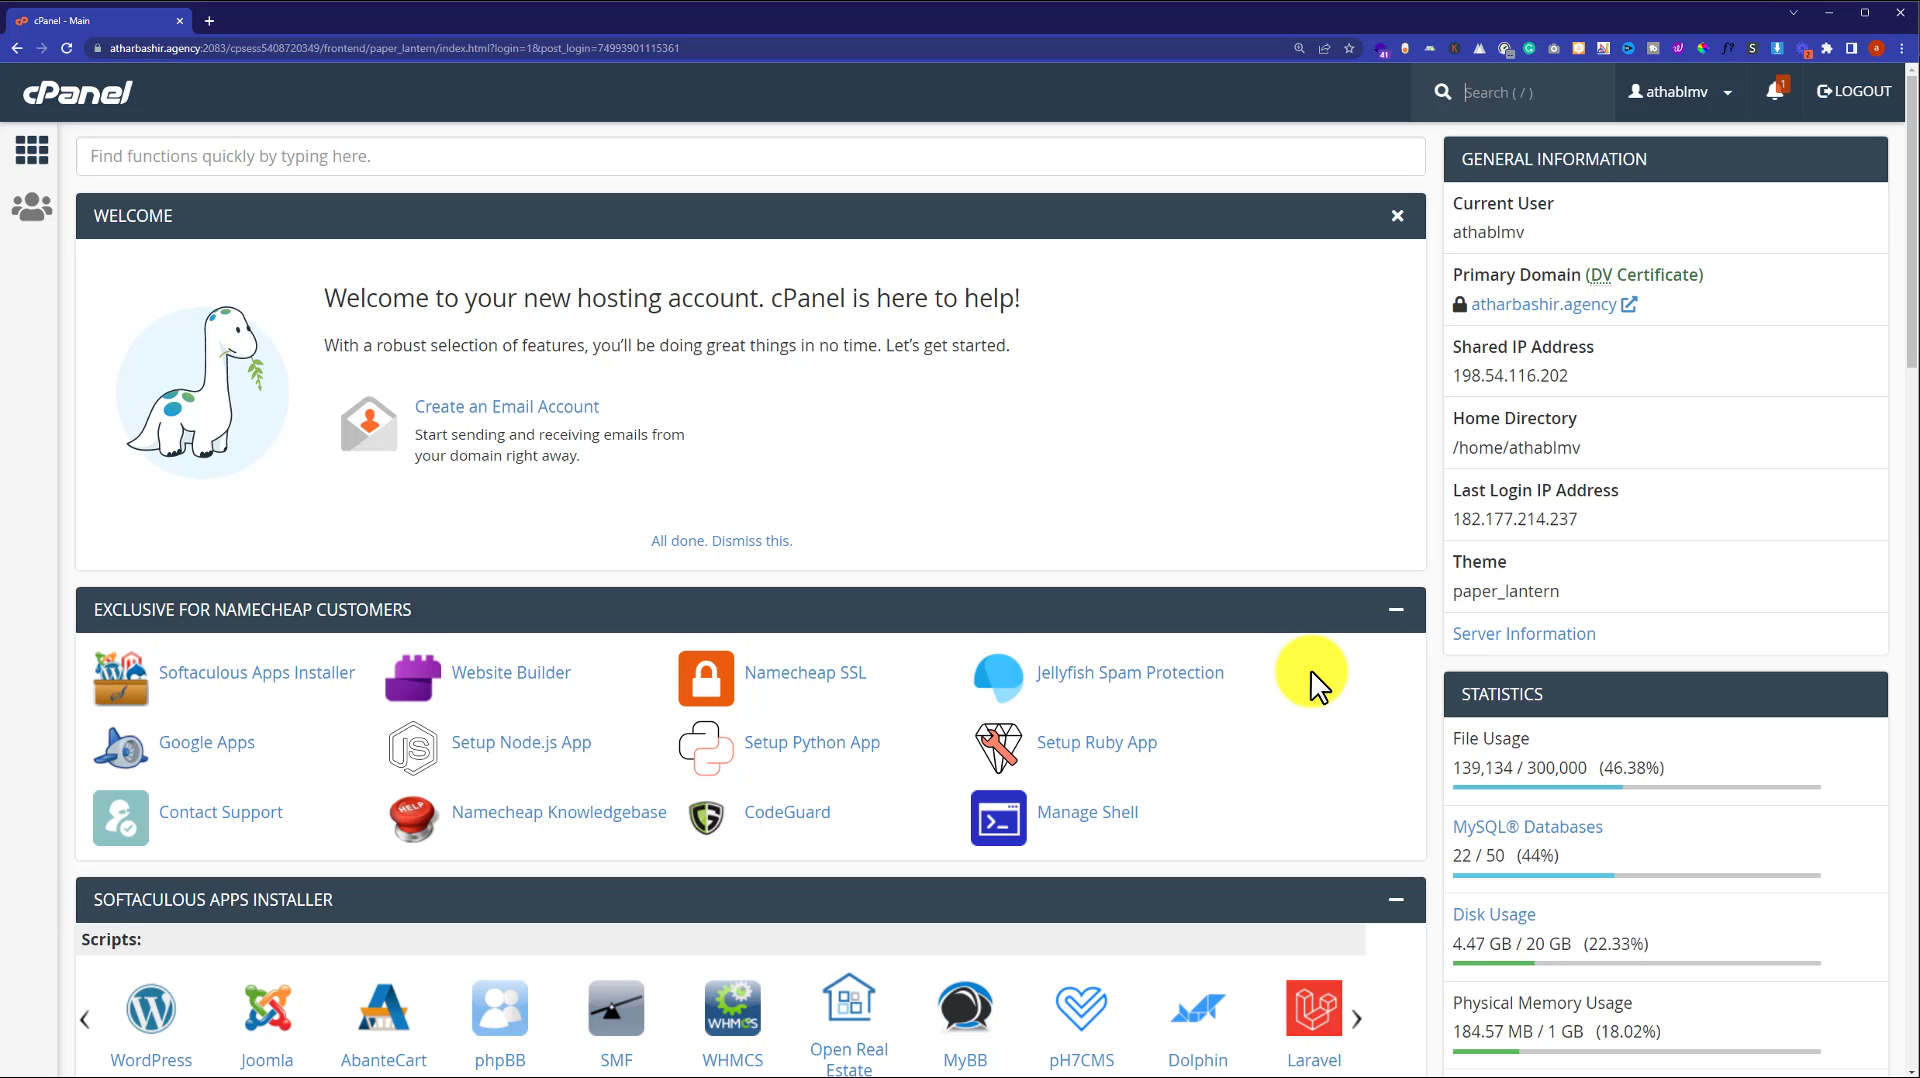 cPanel - Main
atharbashir.agency:2083/cpsess5408720349/frontend/paper_lantern/index.html?login=1&post_login=74993901115361
cPanel
Search ( / )
athablmv
1
LOGOUT
Find functions quickly by typing here.
WELCOME
Welcome to your new hosting account. cPanel is here to help!
With a robust selection of features, you’ll be doing great things in no time. Let’s get started.
Create an Email Account
Start sending and receiving emails from
your domain right away.
All done. Dismiss this.
EXCLUSIVE FOR NAMECHEAP CUSTOMERS
Softaculous Apps Installer
Website Builder
Namecheap SSL
Jellyfish Spam Protection
Google Apps
Setup Node.js App
Setup Python App
Setup Ruby App
Contact Support
HELP
Namecheap Knowledgebase
CodeGuard
Manage Shell
SOFTACULOUS APPS INSTALLER
Scripts:
WHMCS
WordPress
Joomla
AbanteCart
phpBB
SMF
WHMCS
Open Real
Estate
MyBB
pH7CMS
Dolphin
Laravel
GENERAL INFORMATION
Current User
athablmv
Primary Domain (DV Certificate)
atharbashir.agency
Shared IP Address
198.54.116.202
Home Directory
/home/athablmv
Last Login IP Address
182.177.214.237
Theme
paper_lantern
Server Information
STATISTICS
File Usage
139,134 / 300,000 (46.38%)
MySQL® Databases
22 / 50 (44%)
Disk Usage
4.47 GB / 20 GB (22.33%)
Physical Memory Usage
184.57 MB / 1 GB (18.02%)